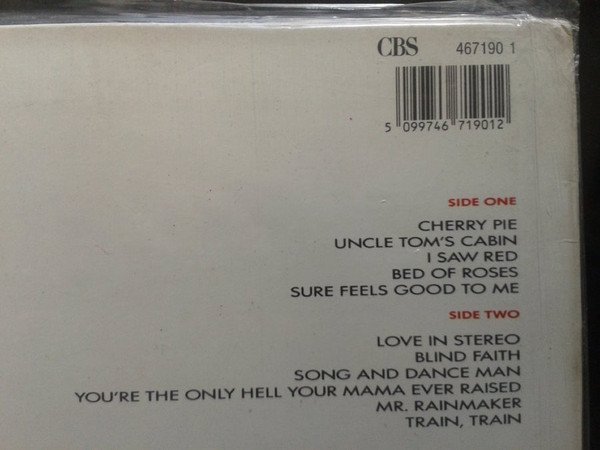 CBS 467190 1
5 099746 719012
SIDE ONE
CHERRY PIE
UNCLE TOM'S CABIN
I SAW RED
BED OF ROSES
SURE FEELS GOOD TO ME
SIDE TWO
LOVE IN STEREO
BLIND FAITH
SONG AND DANCE MAN
YOU'RE THE ONLY HELL YOUR MAMA EVER RAISED
MR. RAINMAKER
TRAIN, TRAIN